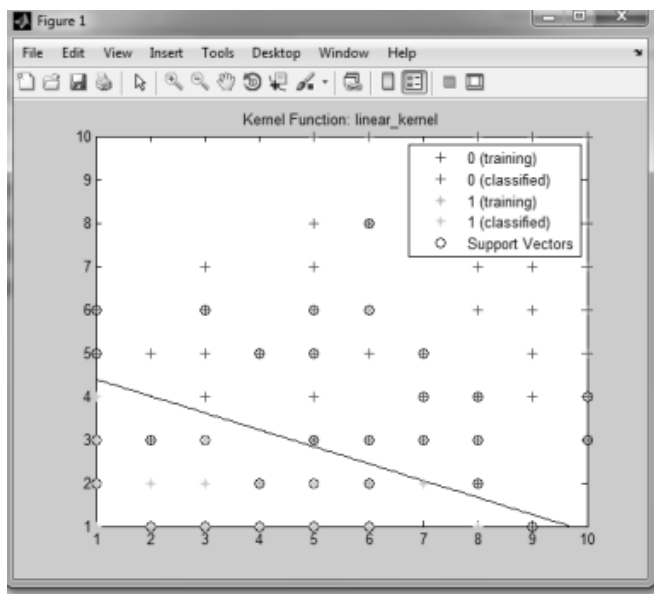 Figure 1
File Edit View Insert Tools Desktop Window Help
Kernel Function: linear_kernel
0 (training)
0 (classified)
1 (training)
1 (classified)
Support Vectors
10
9
8
7
6
5
4
3
2
1
1 2 3 4 5 6 7 8 9 10